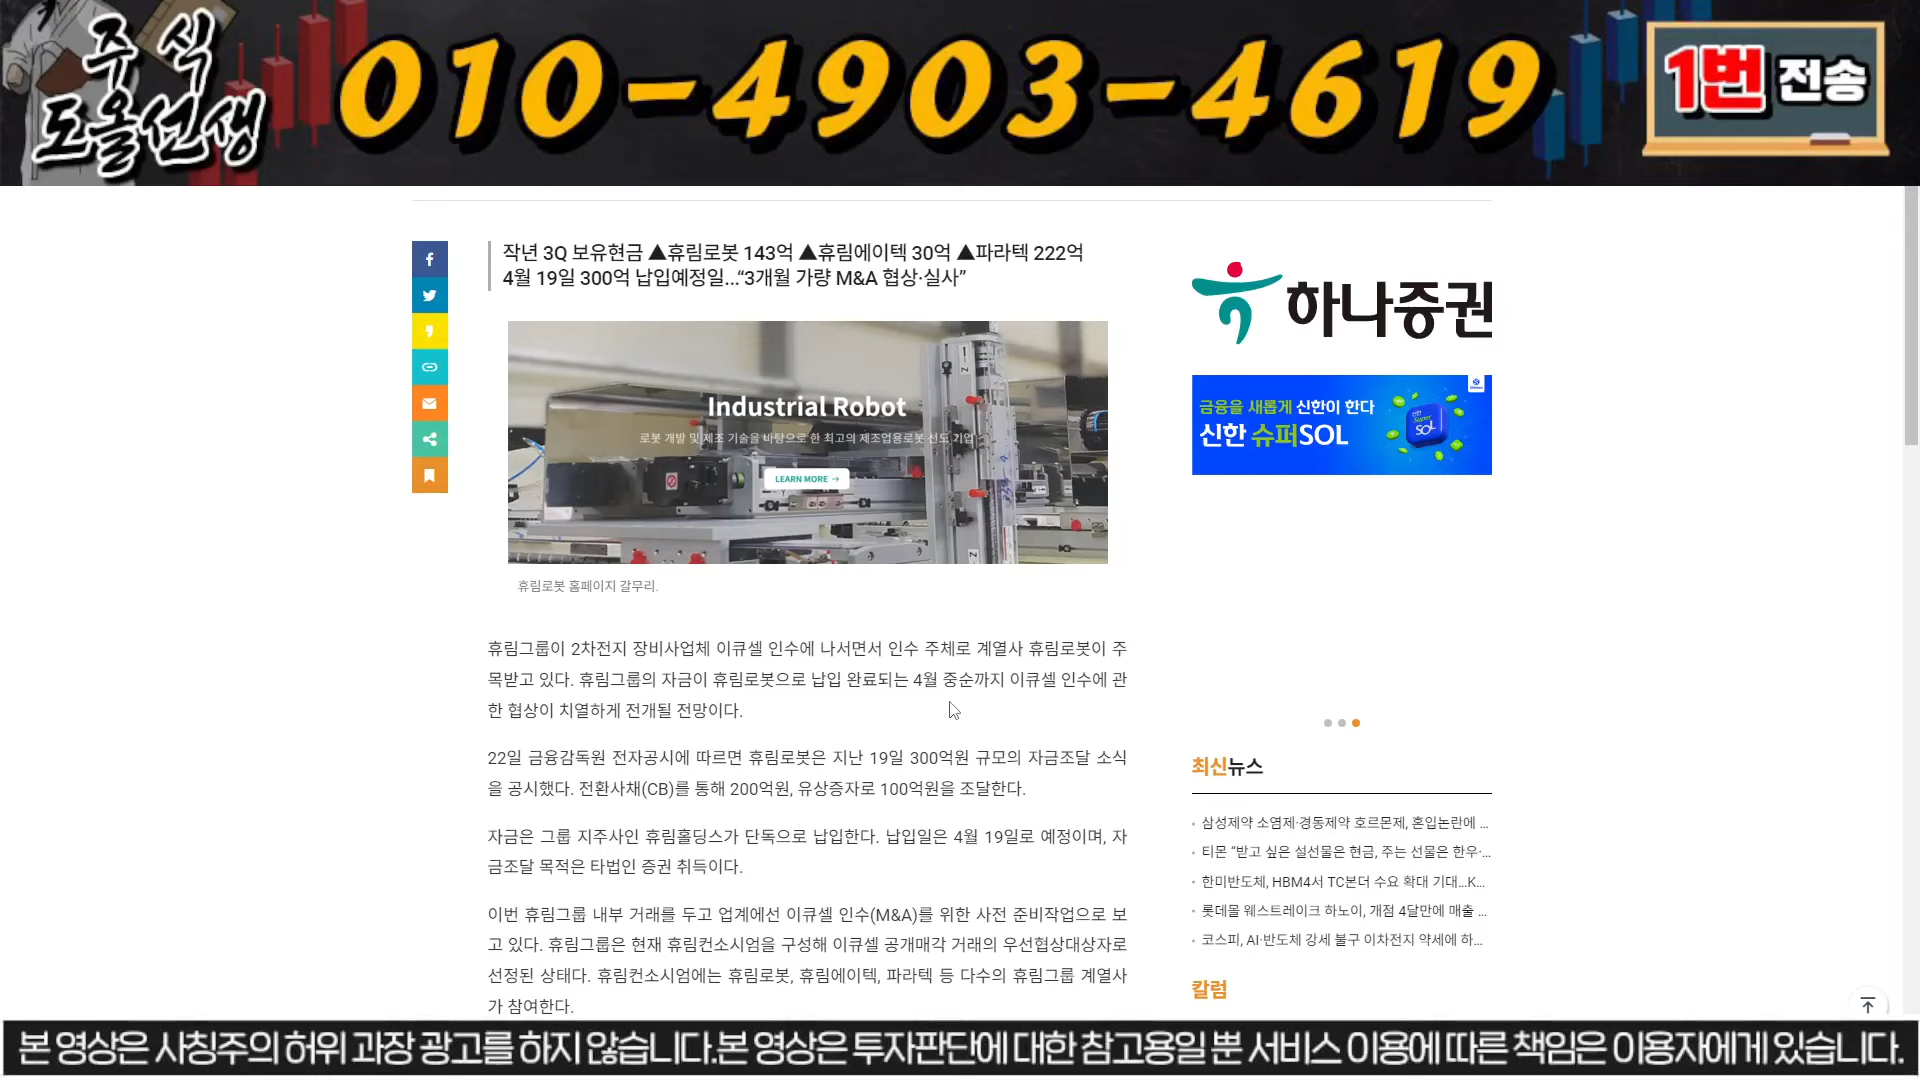 주식
도올선생
010-4903-4619
1번 전송
작년 3Q 보유현금 ▲휴림로봇 143억 ▲휴림에이텍 30억 ▲파라텍 222억
4월 19일 300억 납입예정일...“3개월 가량 M&A 협상·실사”
Industrial Robot
로봇 개발 및 제조 기술을 바탕으로 한 최고의 제조업용로봇 선도 기업
LEARN MORE →
휴림로봇 홈페이지 갈무리.
휴림그룹이 2차전지 장비사업체 이큐셀 인수에 나서면서 인수 주체로 계열사 휴림로봇이 주
목받고 있다. 휴림그룹의 자금이 휴림로봇으로 납입 완료되는 4월 중순까지 이큐셀 인수에 관
한 협상이 치열하게 전개될 전망이다.
22일 금융감독원 전자공시에 따르면 휴림로봇은 지난 19일 300억원 규모의 자금조달 소식
을 공시했다. 전환사채(CB)를 통해 200억원, 유상증자로 100억원을 조달한다.
자금은 그룹 지주사인 휴림홀딩스가 단독으로 납입한다. 납입일은 4월 19일로 예정이며, 자
금조달 목적은 타법인 증권 취득이다.
이번 휴림그룹 내부 거래를 두고 업계에선 이큐셀 인수(M&A)를 위한 사전 준비작업으로 보
고 있다. 휴림그룹은 현재 휴림컨소시엄을 구성해 이큐셀 공개매각 거래의 우선협상대상자로
선정된 상태다. 휴림컨소시엄에는 휴림로봇, 휴림에이텍, 파라텍 등 다수의 휴림그룹 계열사
가 참여한다.
하나증권
금융을 새롭게 신한이 한다
신한 슈퍼SOL
신한
Super
SOL
최신뉴스
삼성제약 소염제·경동제약 호르몬제, 혼입논란에 ...
티몬 “받고 싶은 설선물은 현금, 주는 선물은 한우·...
한미반도체, HBM4서 TC본더 수요 확대 기대...K...
롯데몰 웨스트레이크 하노이, 개점 4달만에 매출 ...
코스피, AI·반도체 강세 불구 이차전지 약세에 하...
칼럼
본 영상은 사칭주의 허위 과장 광고를 하지 않습니다.본 영상은 투자판단에 대한 참고용일 뿐 서비스 이용에 따른 책임은 이용자에게 있습니다.